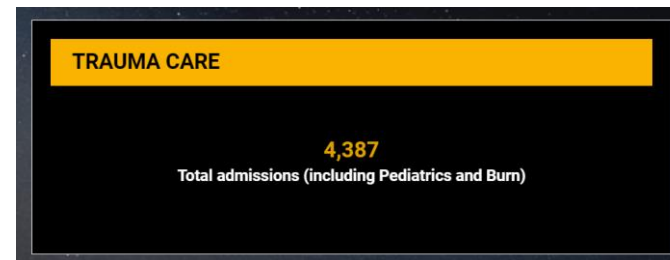 TRAUMA CARE
4,387
Total admissions (including Pediatrics and Burn)